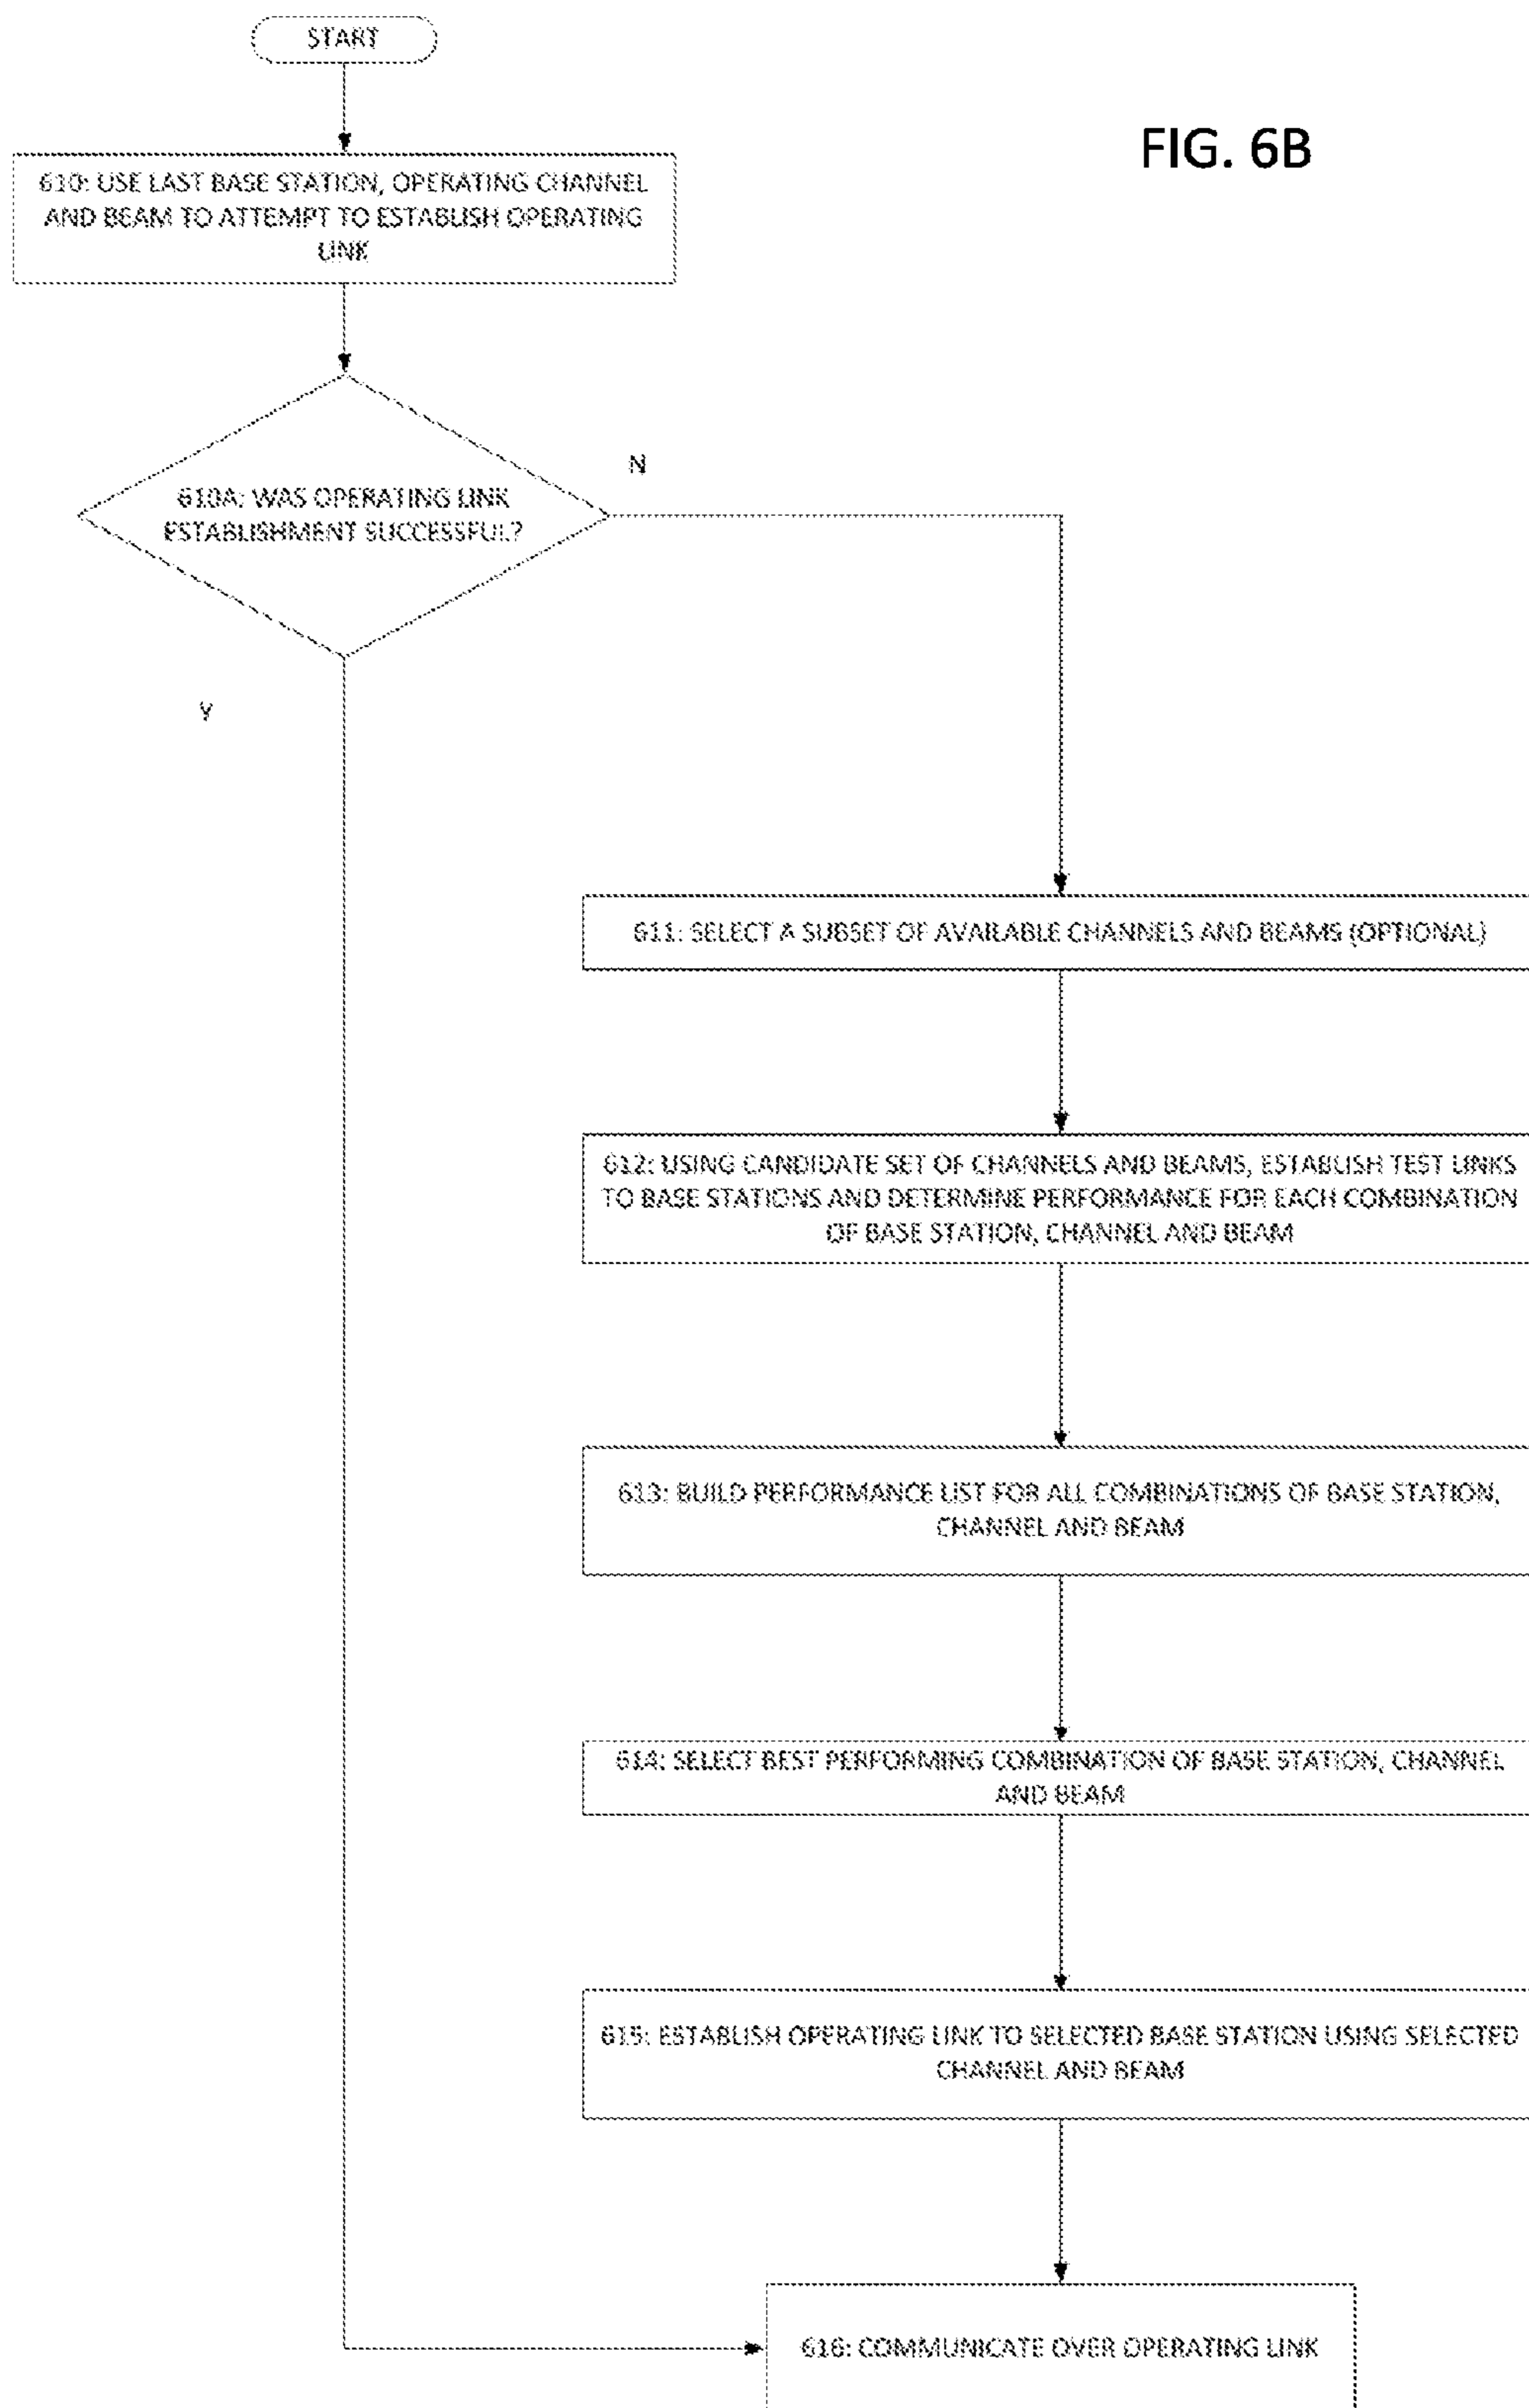 START
FIG. 6B
610: USE LAST BASE STATION, OPERATING CHANNEL
AND BEAM TO ATTEMPT TO ESTABLISH OPERATING
LINK
N
610A: WAS OPERATING LINK
ESTABLISHMENT SUCCESSFUL?
Y
611: SELECT A SUBSET OF AVAILABLE CHANNELS AND BEAMS (OPTIONAL)
612: USING CANDIDATE SET OF CHANNELS AND BEAMS, ESTABLISH TEST LINKS
TO BASE STATIONS AND DETERMINE PERFORMANCE FOR EACH COMBINATION
OF BASE STATION, CHANNEL AND BEAM
613: BUILD PERFORMANCE LIST FOR ALL COMBINATIONS OF BASE STATION,
CHANNEL AND BEAM
614: SELECT BEST PERFORMING COMBINATION OF BASE STATION, CHANNEL
AND BEAM
615: ESTABLISH OPERATING LINK TO SELECTED BASE STATION USING SELECTED
CHANNEL AND BEAM
616: COMMUNICATE OVER OPERATING LINK